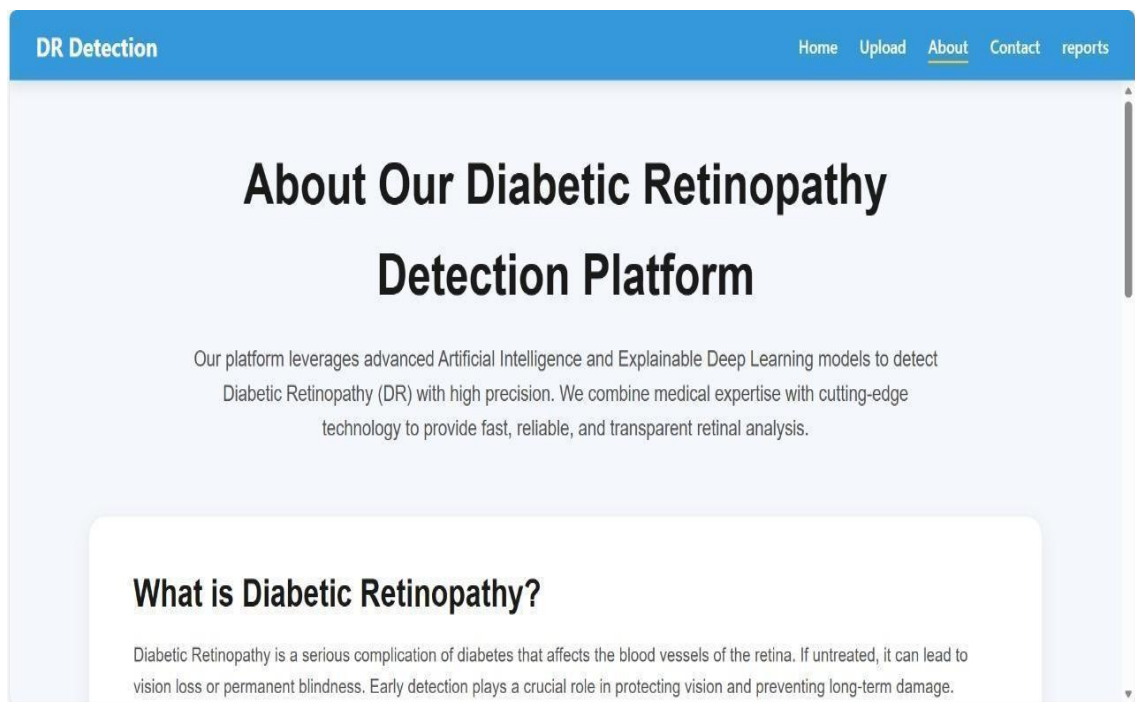 DR Detection
Home Upload About Contact reports
About Our Diabetic Retinopathy
Detection Platform
Our platform leverages advanced Artificial Intelligence and Explainable Deep Learning models to detect
Diabetic Retinopathy (DR) with high precision. We combine medical expertise with cutting-edge
technology to provide fast, reliable, and transparent retinal analysis.
What is Diabetic Retinopathy?
Diabetic Retinopathy is a serious complication of diabetes that affects the blood vessels of the retina. If untreated, it can lead to
vision loss or permanent blindness. Early detection plays a crucial role in protecting vision and preventing long-term damage.